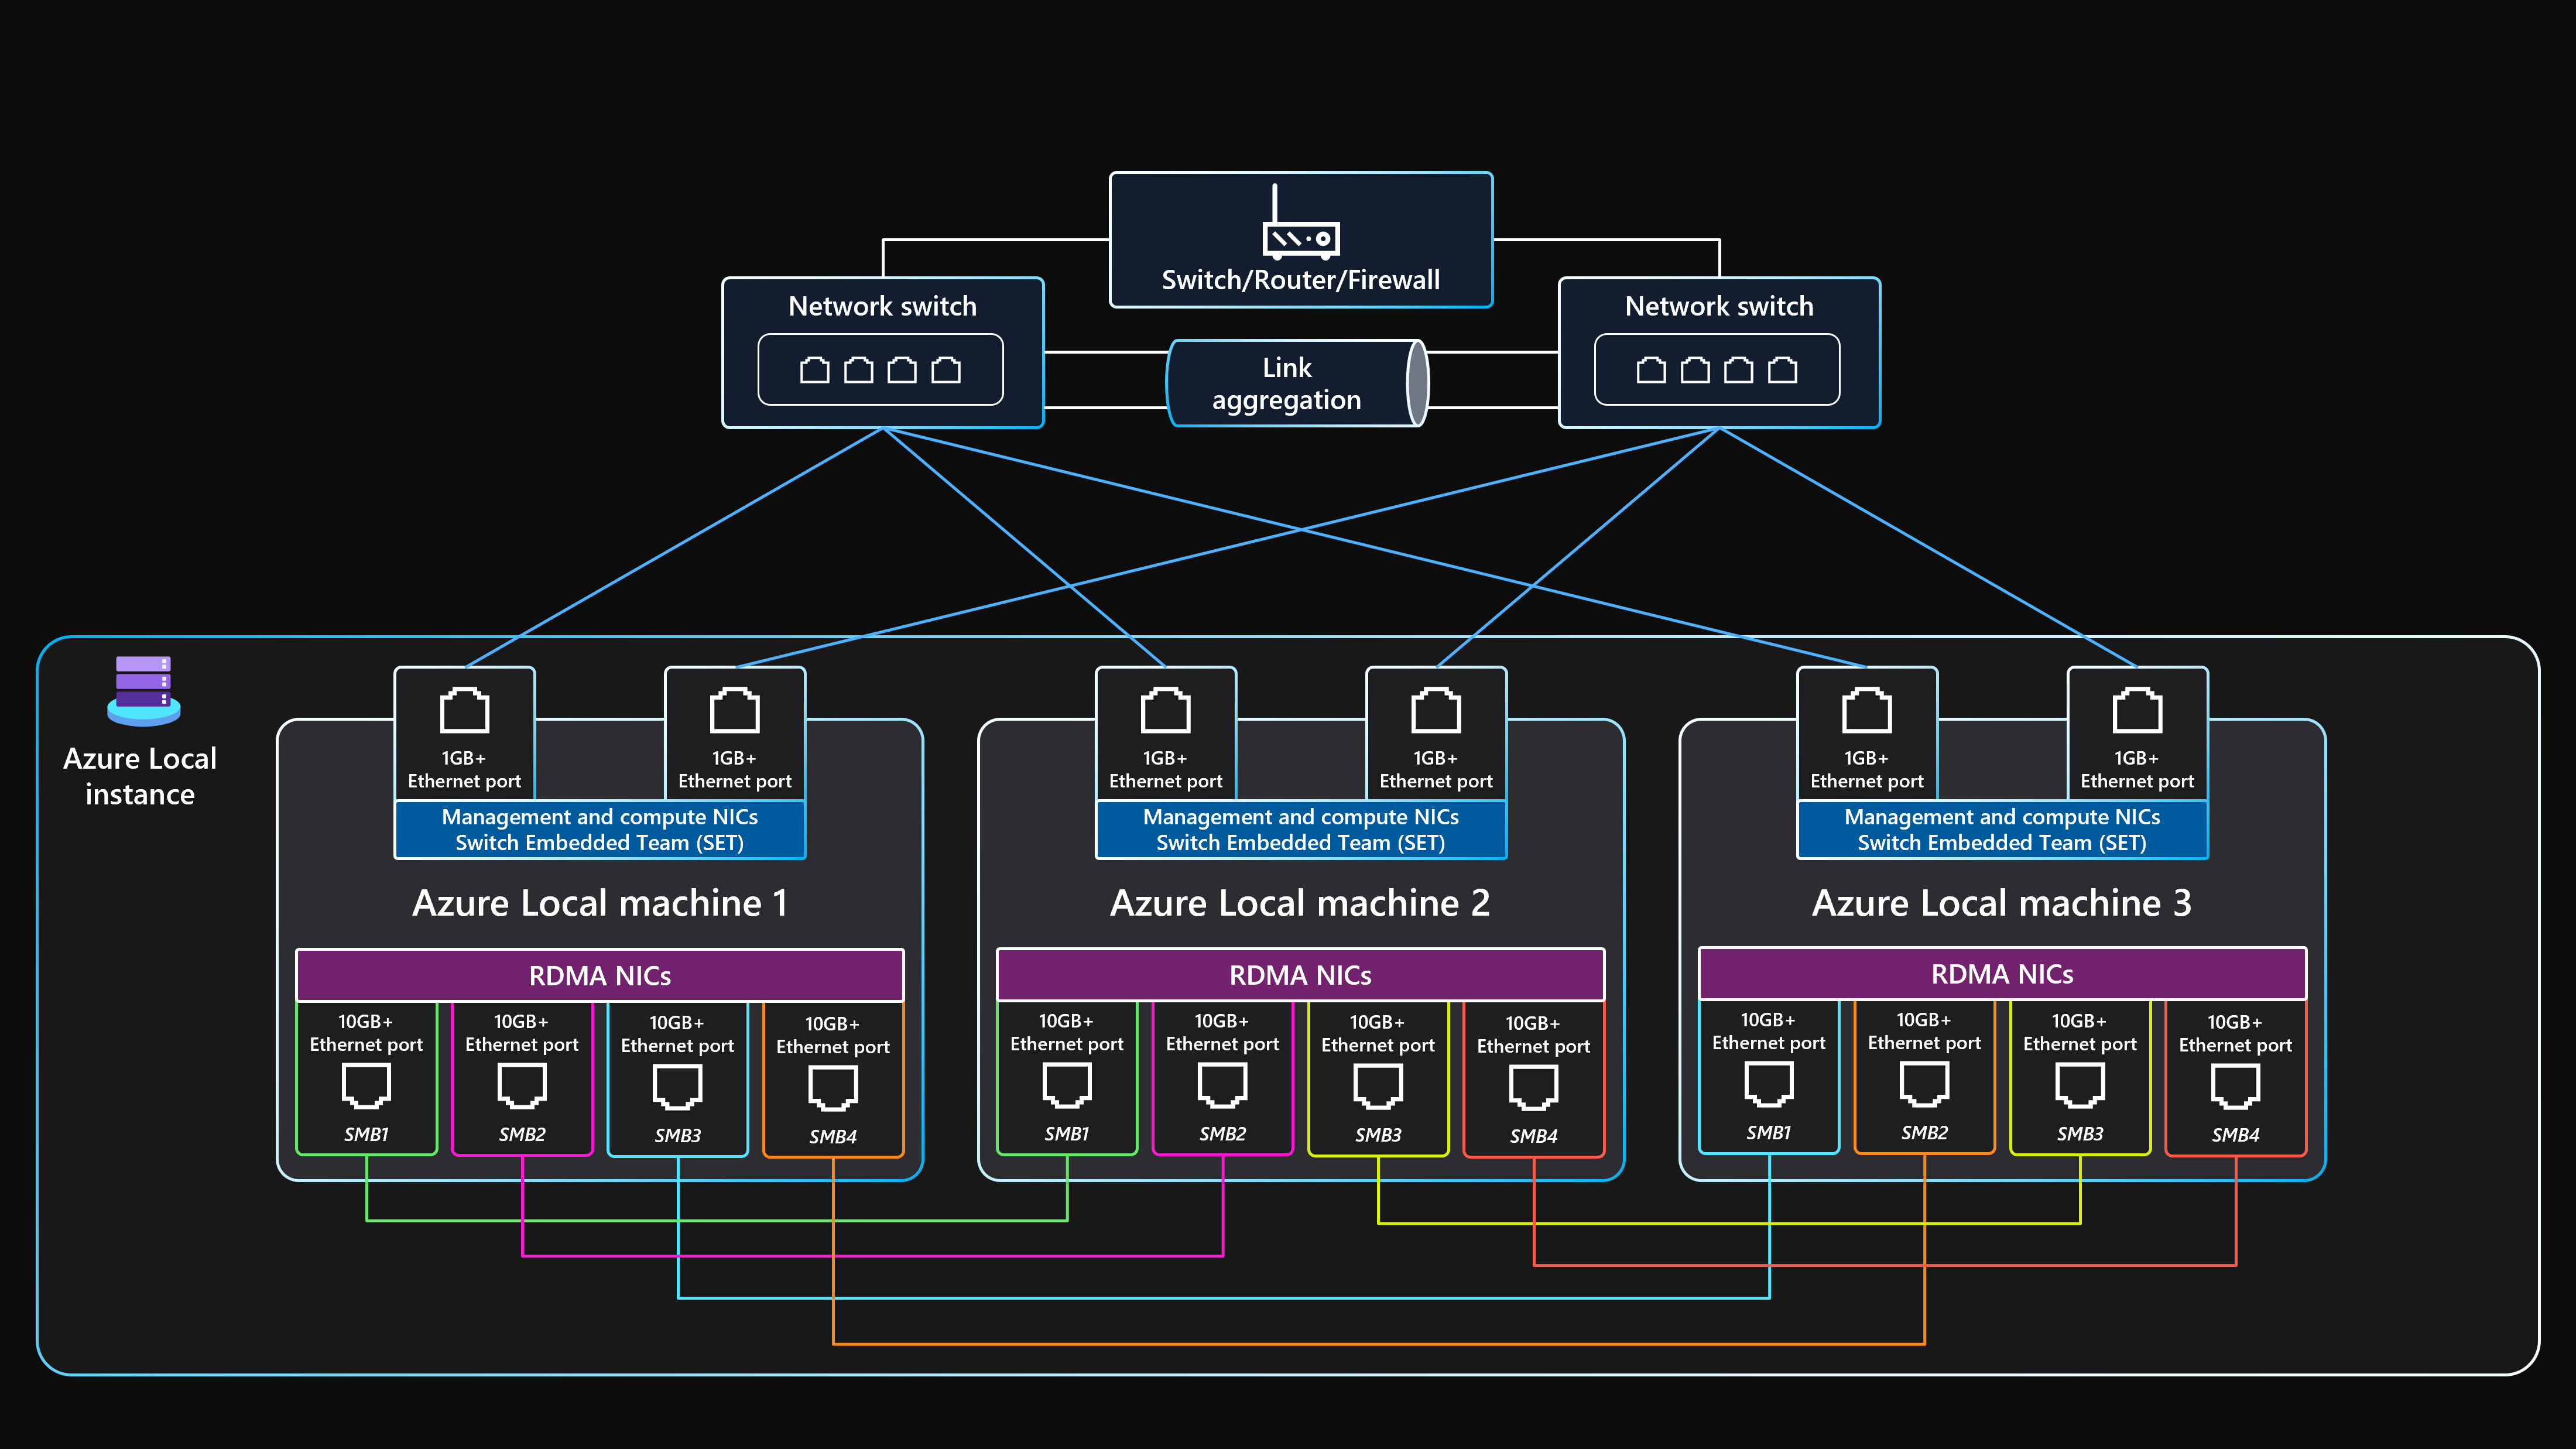 Switch/Router/Firewall
Network switch
Network switch
Link
aggregation
Azure Local
instance
1GB+
Ethernet port
1GB+
Ethernet port
Management and compute NICs
Switch Embedded Team (SET)
Azure Local machine 1
RDMA NICs
10GB+
Ethernet port
SMB1
10GB+
Ethernet port
SMB2
10GB+
Ethernet port
SMB3
10GB+
Ethernet port
SMB4
1GB+
Ethernet port
1GB+
Ethernet port
Management and compute NICs
Switch Embedded Team (SET)
Azure Local machine 2
RDMA NICs
10GB+
Ethernet port
SMB1
10GB+
Ethernet port
SMB2
10GB+
Ethernet port
SMB3
10GB+
Ethernet port
SMB4
1GB+
Ethernet port
1GB+
Ethernet port
Management and compute NICs
Switch Embedded Team (SET)
Azure Local machine 3
RDMA NICs
10GB+
Ethernet port
SMB1
10GB+
Ethernet port
SMB2
10GB+
Ethernet port
SMB3
10GB+
Ethernet port
SMB4